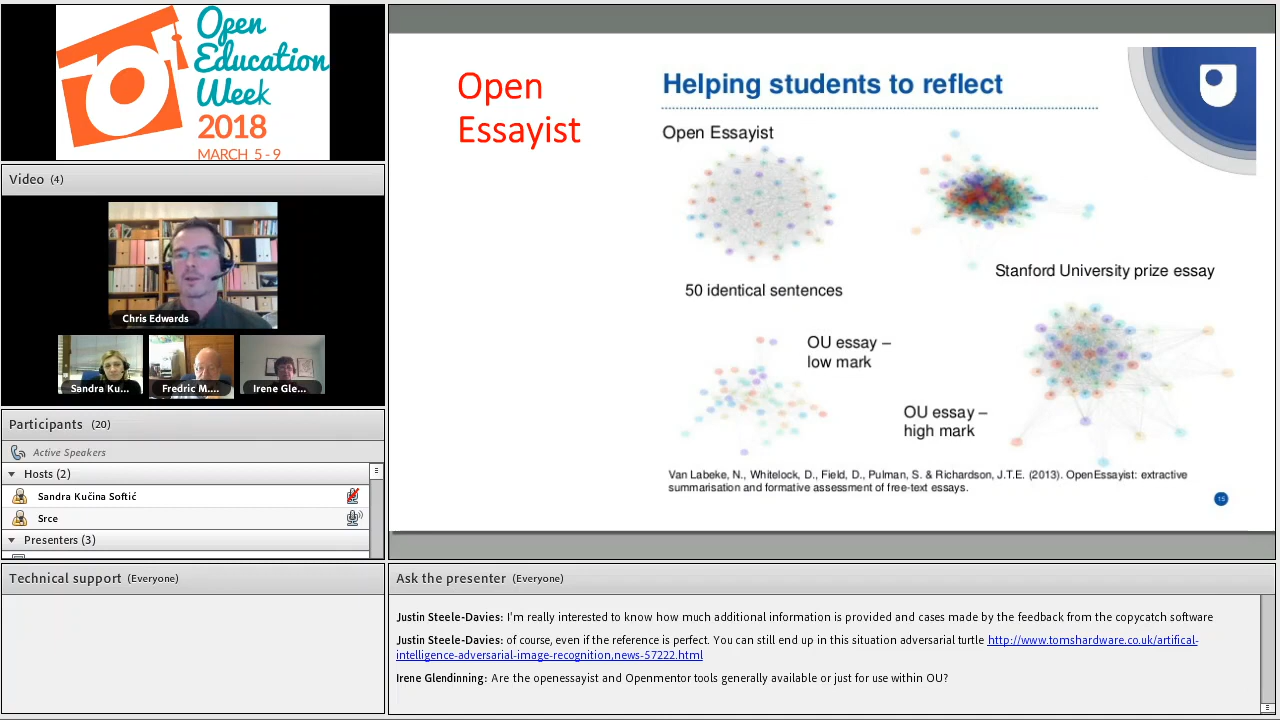 Open
Education
Week
2018
MARCH 5 - 9
Video (4)
Chris Edwards
Sandra Ku...
Fredric M....
Irene Gle...
Participants (20)
Active Speakers
Hosts (2)
Sandra Kučina Softić
Srce
Presenters (3)
Technical support (Everyone)
Open
Essayist
Helping students to reflect
Open Essayist
50 identical sentences
Stanford University prize essay
OU essay –
low mark
OU essay –
high mark
Van Labeke, N., Whitelock, D., Field, D., Pulman, S. & Richardson, J.T.E. (2013). OpenEssayist: extractive
summarisation and formative assessment of free-text essays.
15
Ask the presenter (Everyone)
Justin Steele-Davies: I'm really interested to know how much additional information is provided and cases made by the feedback from the copycatch software
Justin Steele-Davies: of course, even if the reference is perfect. You can still end up in this situation adversarial turtle http://www.tomshardware.co.uk/artifical-
intelligence-adversarial-image-recognition,news-57222.html
Irene Glendinning: Are the openessayist and Openmentor tools generally available or just for use within OU?